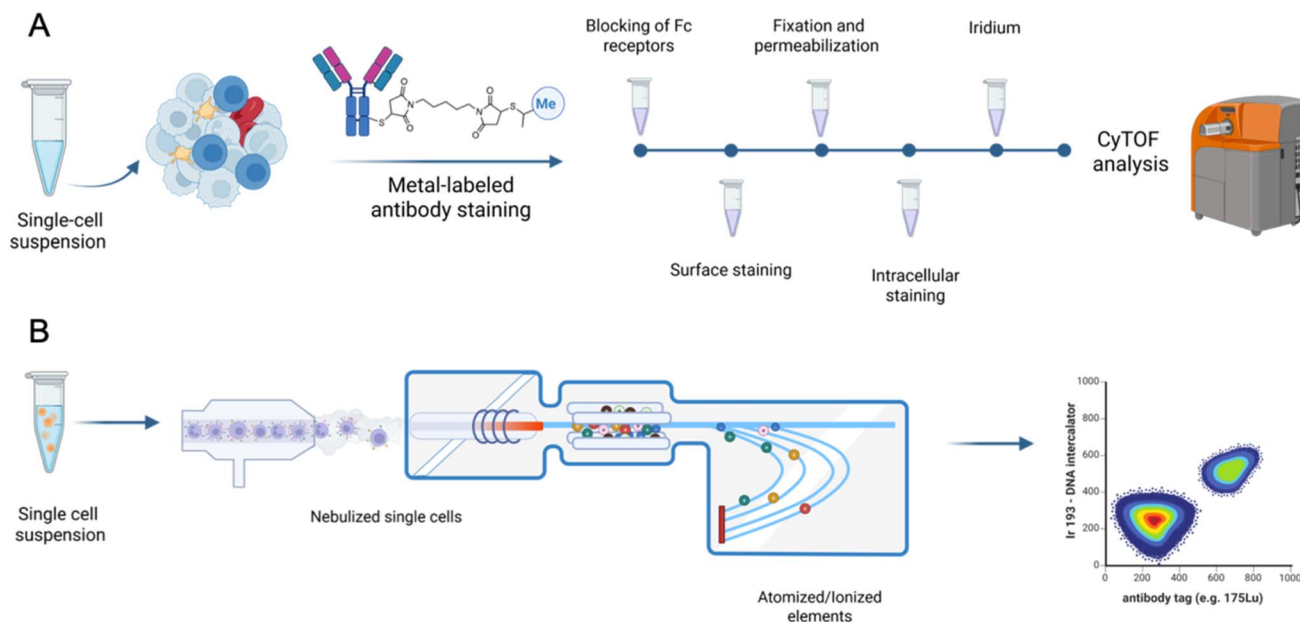 A
Blocking of Fc
receptors
Fixation and
permeabilization
Iridium
Me
S
O
O
N
N
O
O
S
Single-cell
suspension
Metal-labeled
antibody staining
Surface staining
Intracellular
staining
CyTOF
analysis
B
Single cell
suspension
Nebulized single cells
Atomized/Ionized
elements
Ir 193 - DNA intercalator
1000
800
600
400
200
0
0 200 400 600 800 1000
antibody tag (e.g. 175Lu)